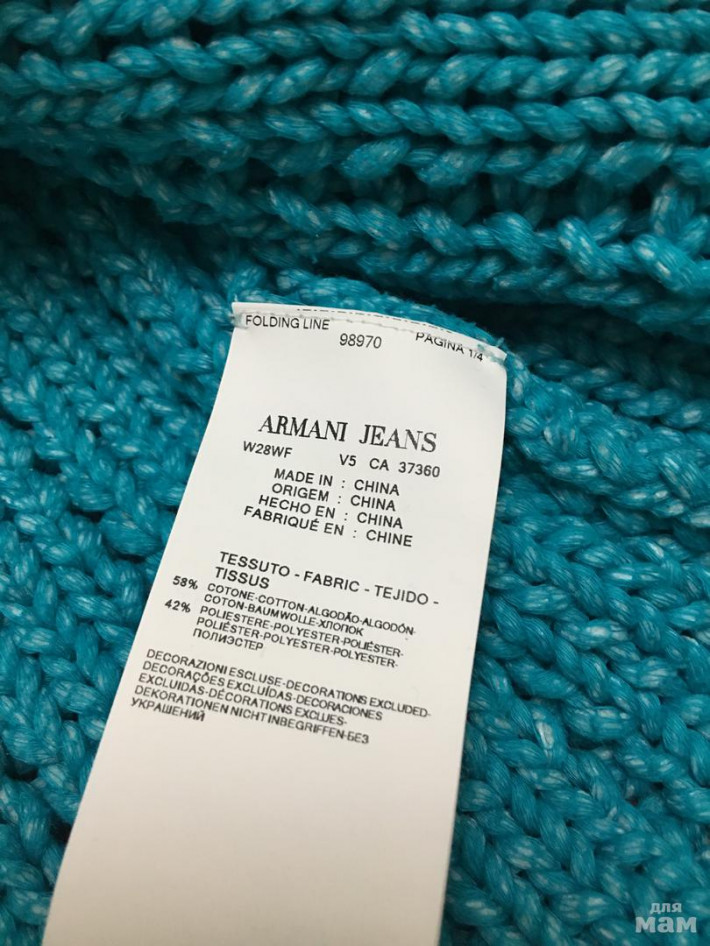 FOLDING LINE 98970 PAGINA 1/4
ARMANI JEANS
W28WF V5 CA 37360
MADE IN : CHINA
ORIGEM : CHINA
HECHO EN : CHINA
FABRIQUÉ EN : CHINE
TESSUTO - FABRIC - TEJIDO -
TISSUS
58% COTONE-COTTON-ALGODÃO-ALGODÓN-
COTON-BAUMWOLLE-ХЛОПОК
42% POLIESTERE-POLYESTER-POLIÉSTER-
POLIÉSTER-POLYESTER-POLYESTER-
ПОЛИЭСТЕР
DECORAZIONI ESCLUSE-DECORATIONS EXCLUDED-
DECORAÇÕES EXCLUÍDAS-DECORACIONES
EXCLUIDAS-DÉCORATIONS EXCLUES-
DEKORATIONEN NICHT INBEGRIFFEN-БЕЗ
УКРАШЕНИЙ
для
мам